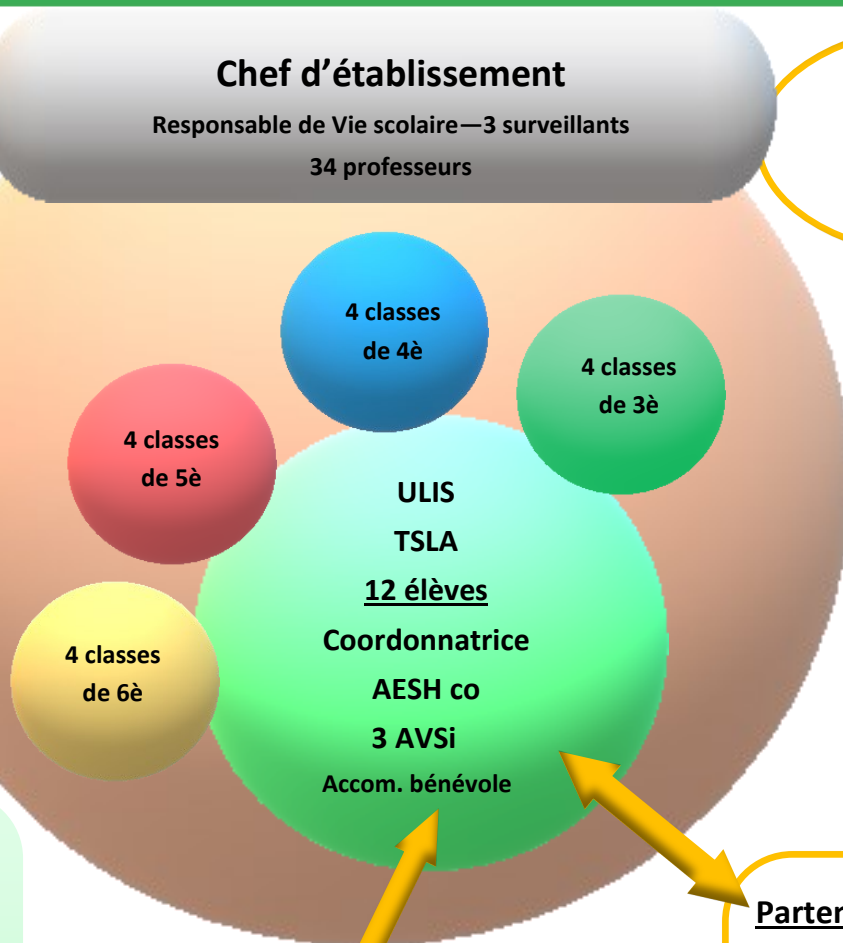 Chef d’établissement
Responsable de Vie scolaire—3 surveillants
34 professeurs
4 classes
de 4è
4 classes
de 3è
4 classes
de 5è
4 classes
de 6è
ULIS
TSLA
12 élèves
Coordonnatrice
AESH co
3 AVSi
Accom. bénévole
Parter